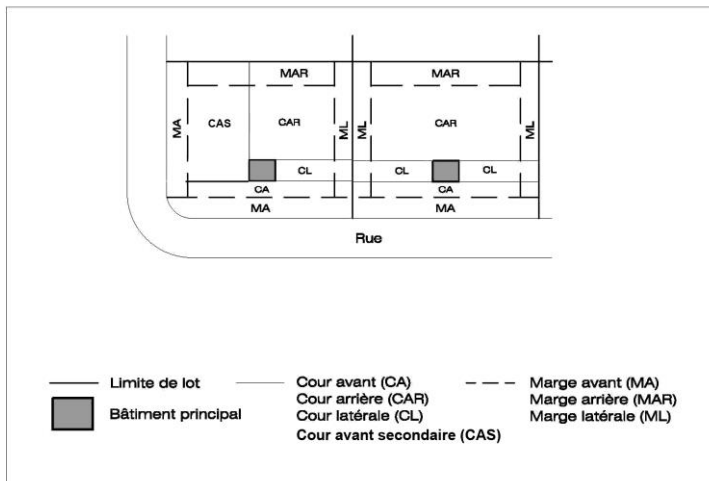 MAR MAR
MA CAS CAR ML ML CAR ML
CL CL CL
CA CA
MA MA
Rue
Limite de lot
Bâtiment principal
Cour avant (CA)
Cour arrière (CAR)
Cour latérale (CL)
Cour avant secondaire (CAS)
Marge avant (MA)
Marge arrière (MAR)
Marge latérale (ML)